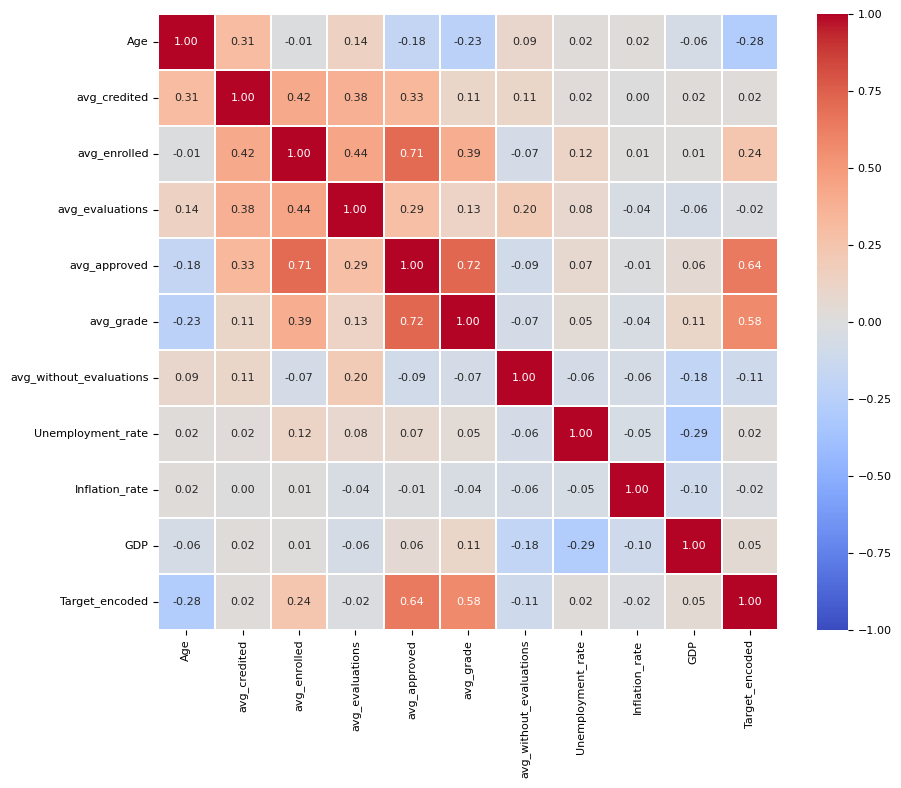 Age 1.00 0.31 -0.01 0.14 -0.18 -0.23 0.09 0.02 0.02 -0.06 -0.28
avg_credited 0.31 1.00 0.42 0.38 0.33 0.11 0.11 0.02 0.00 0.02 0.02
avg_enrolled -0.01 0.42 1.00 0.44 0.71 0.39 -0.07 0.12 0.01 0.01 0.24
avg_evaluations 0.14 0.38 0.44 1.00 0.29 0.13 0.20 0.08 -0.04 -0.06 -0.02
avg_approved -0.18 0.33 0.71 0.29 1.00 0.72 -0.09 0.07 -0.01 0.06 0.64
avg_grade -0.23 0.11 0.39 0.13 0.72 1.00 -0.07 0.05 -0.04 0.11 0.58
avg_without_evaluations 0.09 0.11 -0.07 0.20 -0.09 -0.07 1.00 -0.06 -0.06 -0.18 -0.11
Unemployment_rate 0.02 0.02 0.12 0.08 0.07 0.05 -0.06 1.00 -0.05 -0.29 0.02
Inflation_rate 0.02 0.00 0.01 -0.04 -0.01 -0.04 -0.06 -0.05 1.00 -0.10 -0.02
GDP -0.06 0.02 0.01 -0.06 0.06 0.11 -0.18 -0.29 -0.10 1.00 0.05
Target_encoded -0.28 0.02 0.24 -0.02 0.64 0.58 -0.11 0.02 -0.02 0.05 1.00
Age
avg_credited
avg_enrolled
avg_evaluations
avg_approved
avg_grade
avg_without_evaluations
Unemployment_rate
Inflation_rate
GDP
Target_encoded
1.00
0.75
0.50
0.25
0.00
−0.25
−0.50
−0.75
−1.00